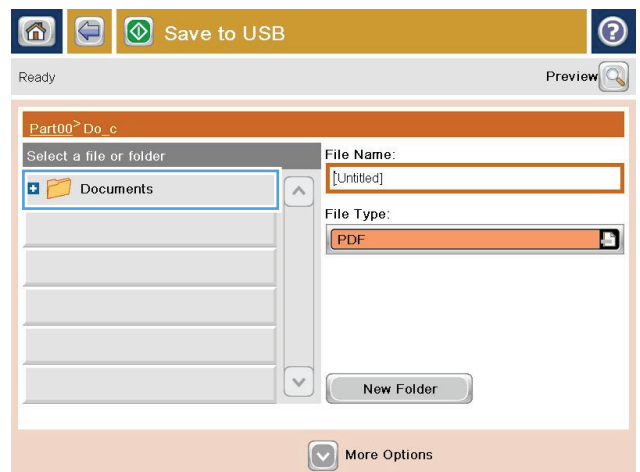 Save to USB
?
Ready
Preview
Part00>Do_c
Select a file or folder
Documents
File Name:
[Untitled]
File Type:
PDF
New Folder
More Options